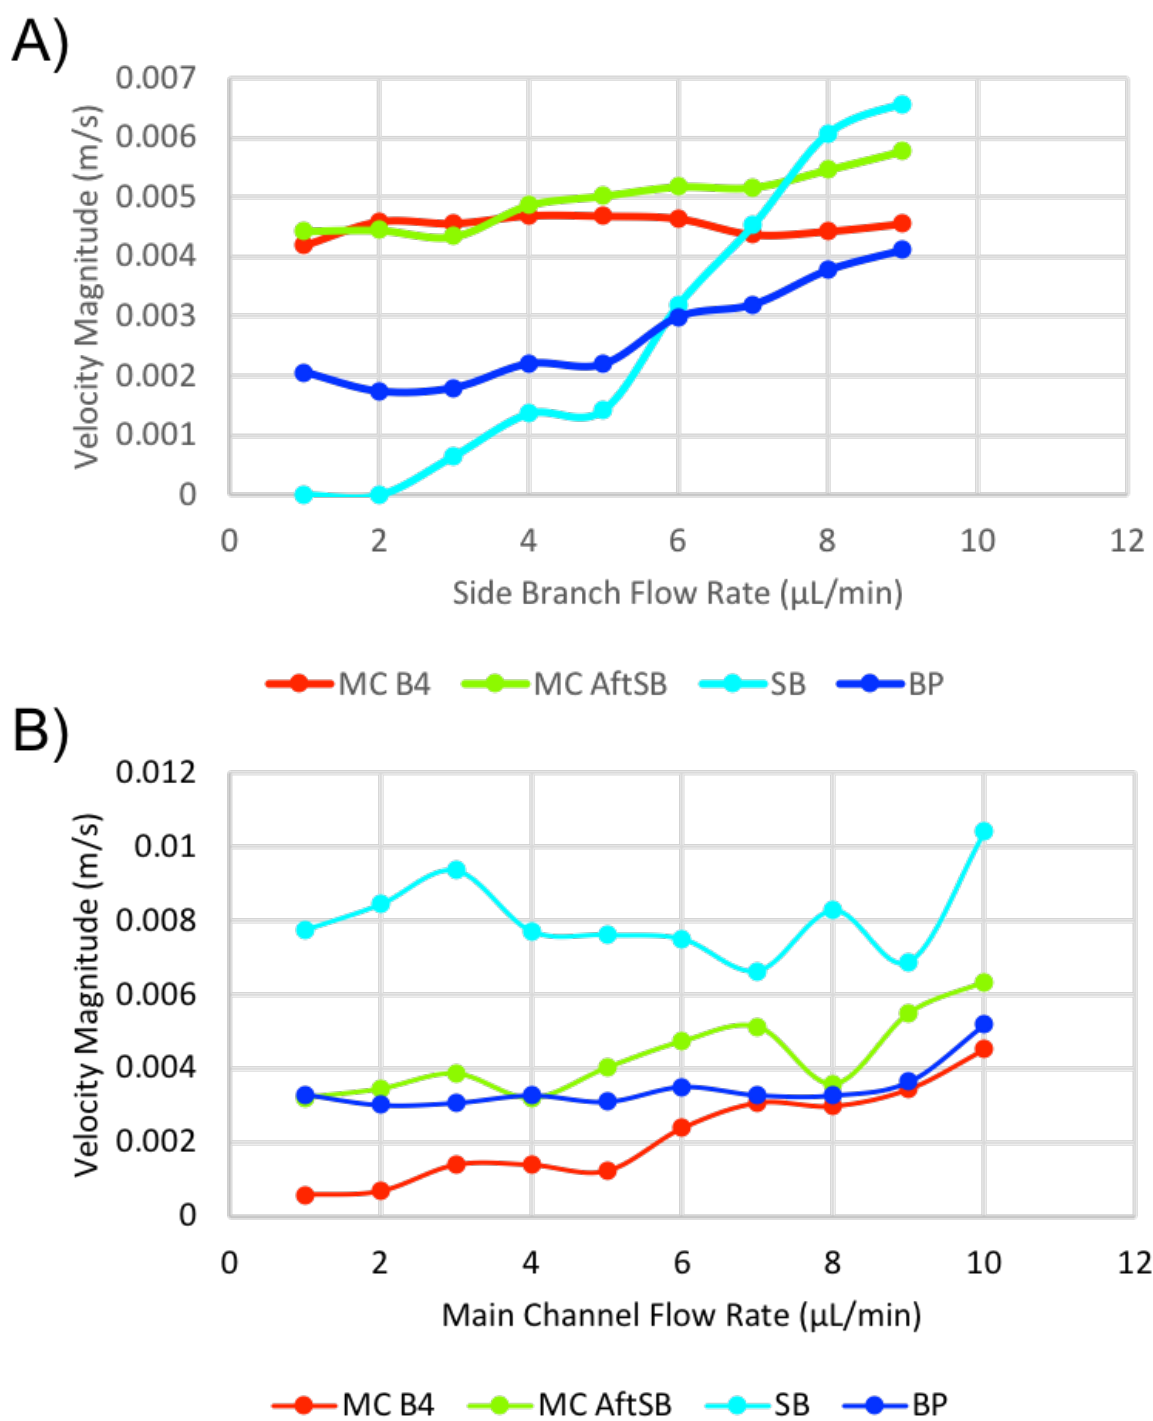 A)
0.007
0.006
0.005
0.004
0.003
0.002
0.001
0
Velocity Magnitude (m/s)
0 2 4 6 8 10 12
Side Branch Flow Rate (µL/min)
MC B4 MC AftSB SB BP
B)
0.012
0.01
0.008
0.006
0.004
0.002
0
Velocity Magnitude (m/s)
0 2 4 6 8 10 12
Main Channel Flow Rate (µL/min)
MC B4 MC AftSB SB BP